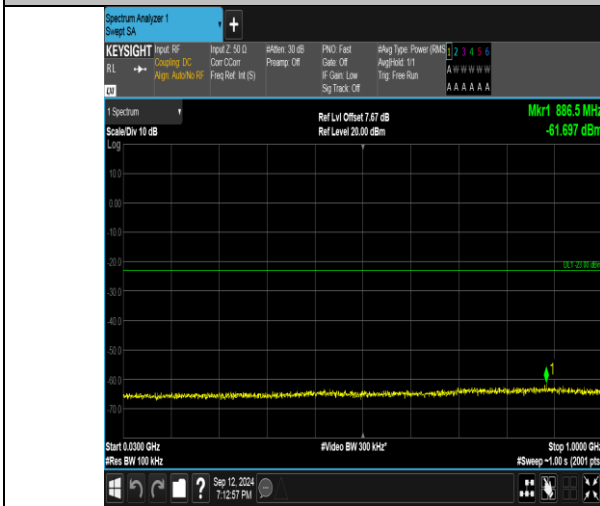 Spectrum Analyzer 1
Swept SA
+
KEYSIGHT Input: RF Input Z: 50 Ω #Atten: 30 dB PNO: Fast #Avg Type: Power (RMS 1 2 3 4 5 6
RL Coupling: DC Corr CCorr Preamp: Off Gate: Off Avg|Hold: 1/1 A W W W W W
Align: Auto/No RF Freq Ref: Int (S) IF Gain: Low Trig: Free Run
Sig Track: Off A A A A A A
1 Spectrum Ref Lvl Offset 7.67 dB Mkr1 886.5 MHz
Scale/Div 10 dB Ref Level 20.00 dBm -61.697 dBm
Log
10.0
0.00
-10.0
-20.0 DL1 -23.00 dBm
-30.0
-40.0
-50.0
1
-60.0
-70.0
Start 0.0300 GHz #Video BW 300 kHz* Stop 1.0000 GHz
#Res BW 100 kHz #Sweep ~1.00 s (2001 pts
? Sep 12, 2024
7:12:57 PM